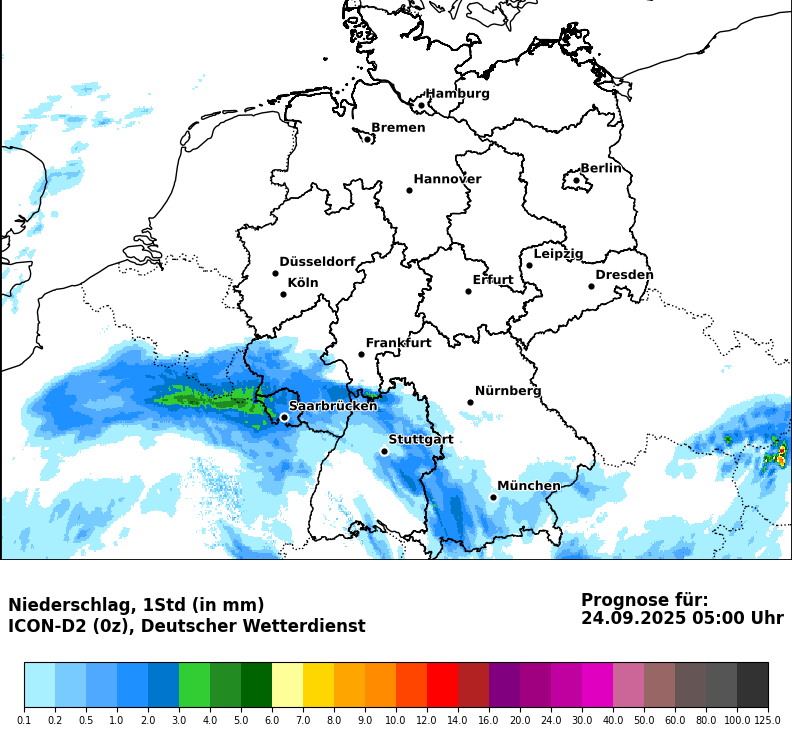 Hamburg
Bremen
Berlin
Hannover
Leipzig
Düsseldorf
Dresden
Köln
Erfurt
Frankfurt
Nürnberg
Saarbrücken
Stuttgart
München
Niederschlag, 1Std (in mm)
ICON-D2 (0z), Deutscher Wetterdienst
Prognose für:
24.09.2025 05:00 Uhr
0.1 0.2 0.5 1.0 2.0 3.0 4.0 5.0 6.0 7.0 8.0 9.0 10.0 12.0 14.0 16.0 20.0 24.0 30.0 40.0 50.0 60.0 80.0 100.0 125.0